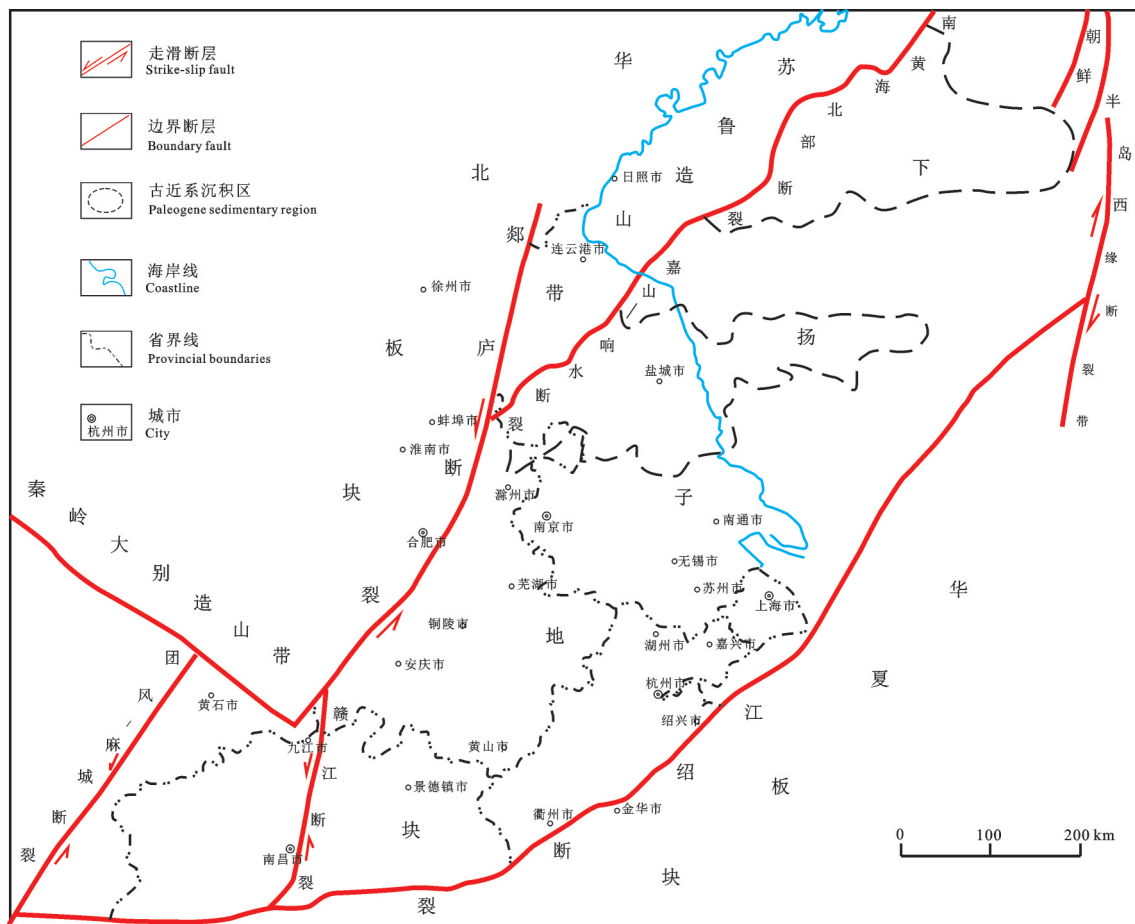 走滑断层
Strike-slip fault
边界断层
Boundary fault
古近系沉积区
Paleogene sedimentary region
海岸线
Coastline
省界线
Provincial boundaries
杭州市
城市
City
华北板块
苏鲁造山带
南黄海北部断裂
朝鲜半岛西缘断裂带
下扬子地块
郯庐断裂
嘉山-响水断裂
秦岭大别造山带
团风-麻城断裂
赣江断裂
江绍断裂
华夏板块
日照市
连云港市
徐州市
盐城市
蚌埠市
淮南市
滁州市
南京市
南通市
合肥市
无锡市
芜湖市
苏州市
上海市
铜陵市
湖州市
嘉兴市
安庆市
杭州市
黄石市
绍兴市
九江市
黄山市
景德镇市
衢州市
金华市
南昌市
0 100 200 km